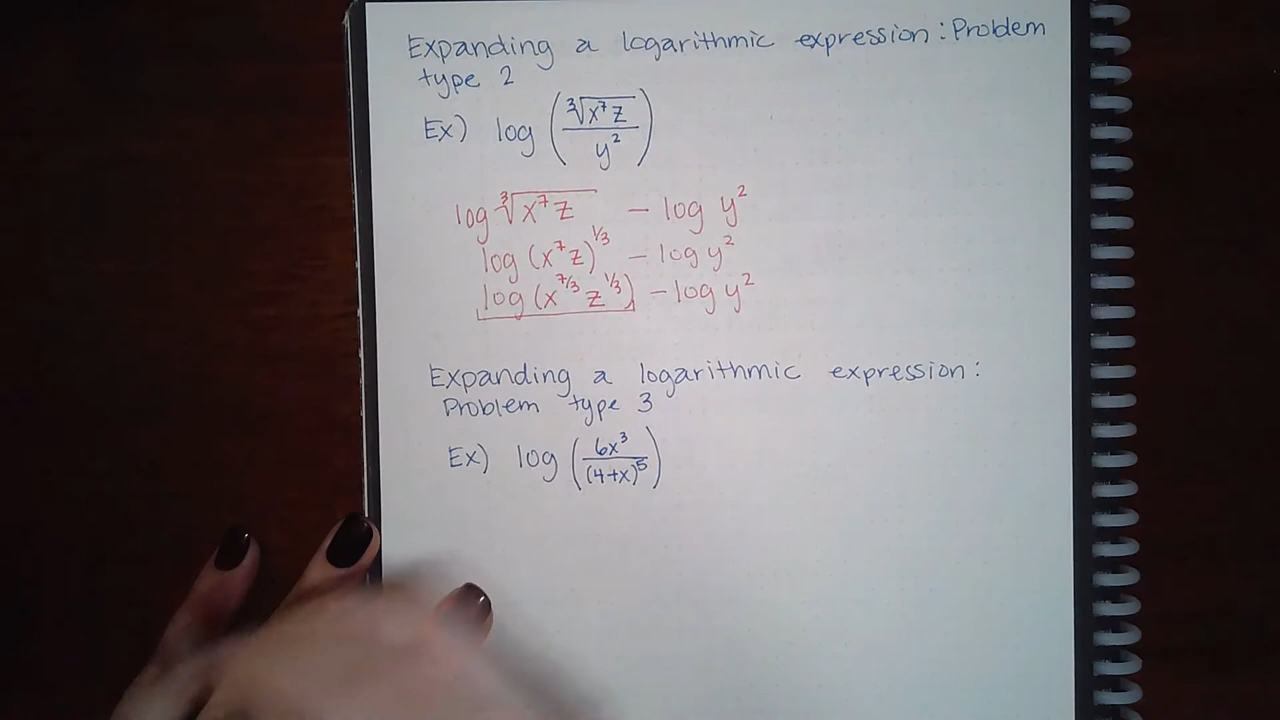 Expanding a logarithmic expression: Problem
type 2
Ex) log (∛(x⁷z) / y²)
log ∛(x⁷z) − log y²
log (x⁷z)^(1/3) − log y²
log (x^(7/3) z^(1/3)) − log y²
Expanding a logarithmic expression:
Problem type 3
Ex) log (6x³ / (4+x)⁵)